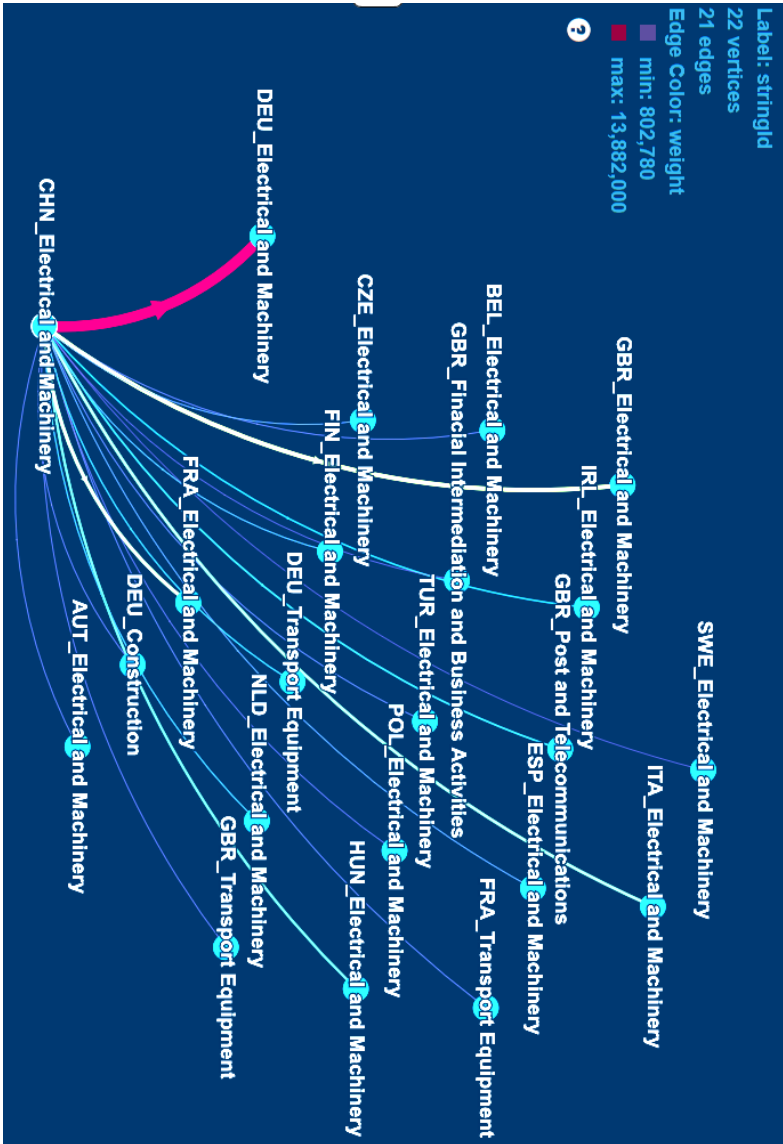 Label: stringId
22 vertices
21 edges
Edge Color: weight
min: 802,780
max: 13,882,000
?
SWE_Electrical and Machinery
ITA_Electrical and Machinery
GBR_Electrical and Machinery
IRL_Electrical and Machinery
GBR_Post and Telecommunications
ESP_Electrical and Machinery
BEL_Electrical and Machinery
FRA_Transport Equipment
GBR_Finacial Intermediation and Business Activities
TUR_Electrical and Machinery
POL_Electrical and Machinery
CZE_Electrical and Machinery
HUN_Electrical and Machinery
FIN_Electrical and Machinery
DEU_Transport Equipment
DEU_Electrical and Machinery
NLD_Electrical and Machinery
GBR_Transport Equipment
FRA_Electrical and Machinery
DEU_Construction
AUT_Electrical and Machinery
CHN_Electrical and Machinery